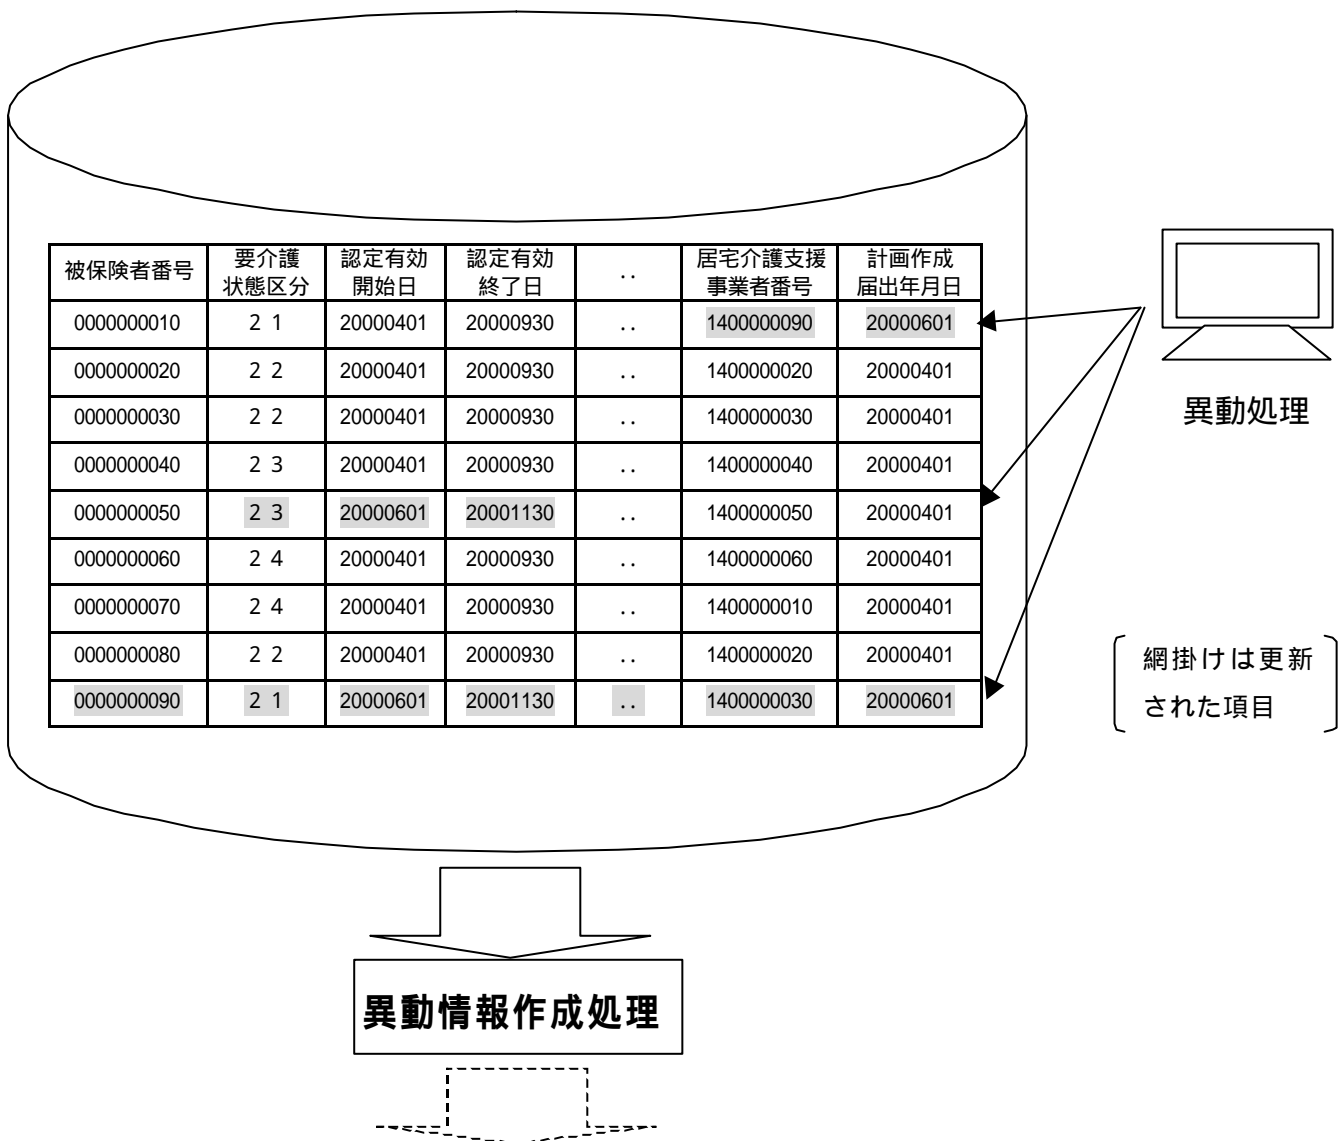 被保険者番号 要介護状態区分 認定有効開始日 認定有効終了日 .. 居宅介護支援事業者番号 計画作成届出年月日
0000000010 2 1 20000401 20000930 .. 1400000090 20000601
0000000020 2 2 20000401 20000930 .. 1400000020 20000401
0000000030 2 2 20000401 20000930 .. 1400000030 20000401
0000000040 2 3 20000401 20000930 .. 1400000040 20000401
0000000050 2 3 20000601 20001130 .. 1400000050 20000401
0000000060 2 4 20000401 20000930 .. 1400000060 20000401
0000000070 2 4 20000401 20000930 .. 1400000010 20000401
0000000080 2 2 20000401 20000930 .. 1400000020 20000401
0000000090 2 1 20000601 20001130 .. 1400000030 20000601
異動処理
網掛けは更新
された項目
異動情報作成処理